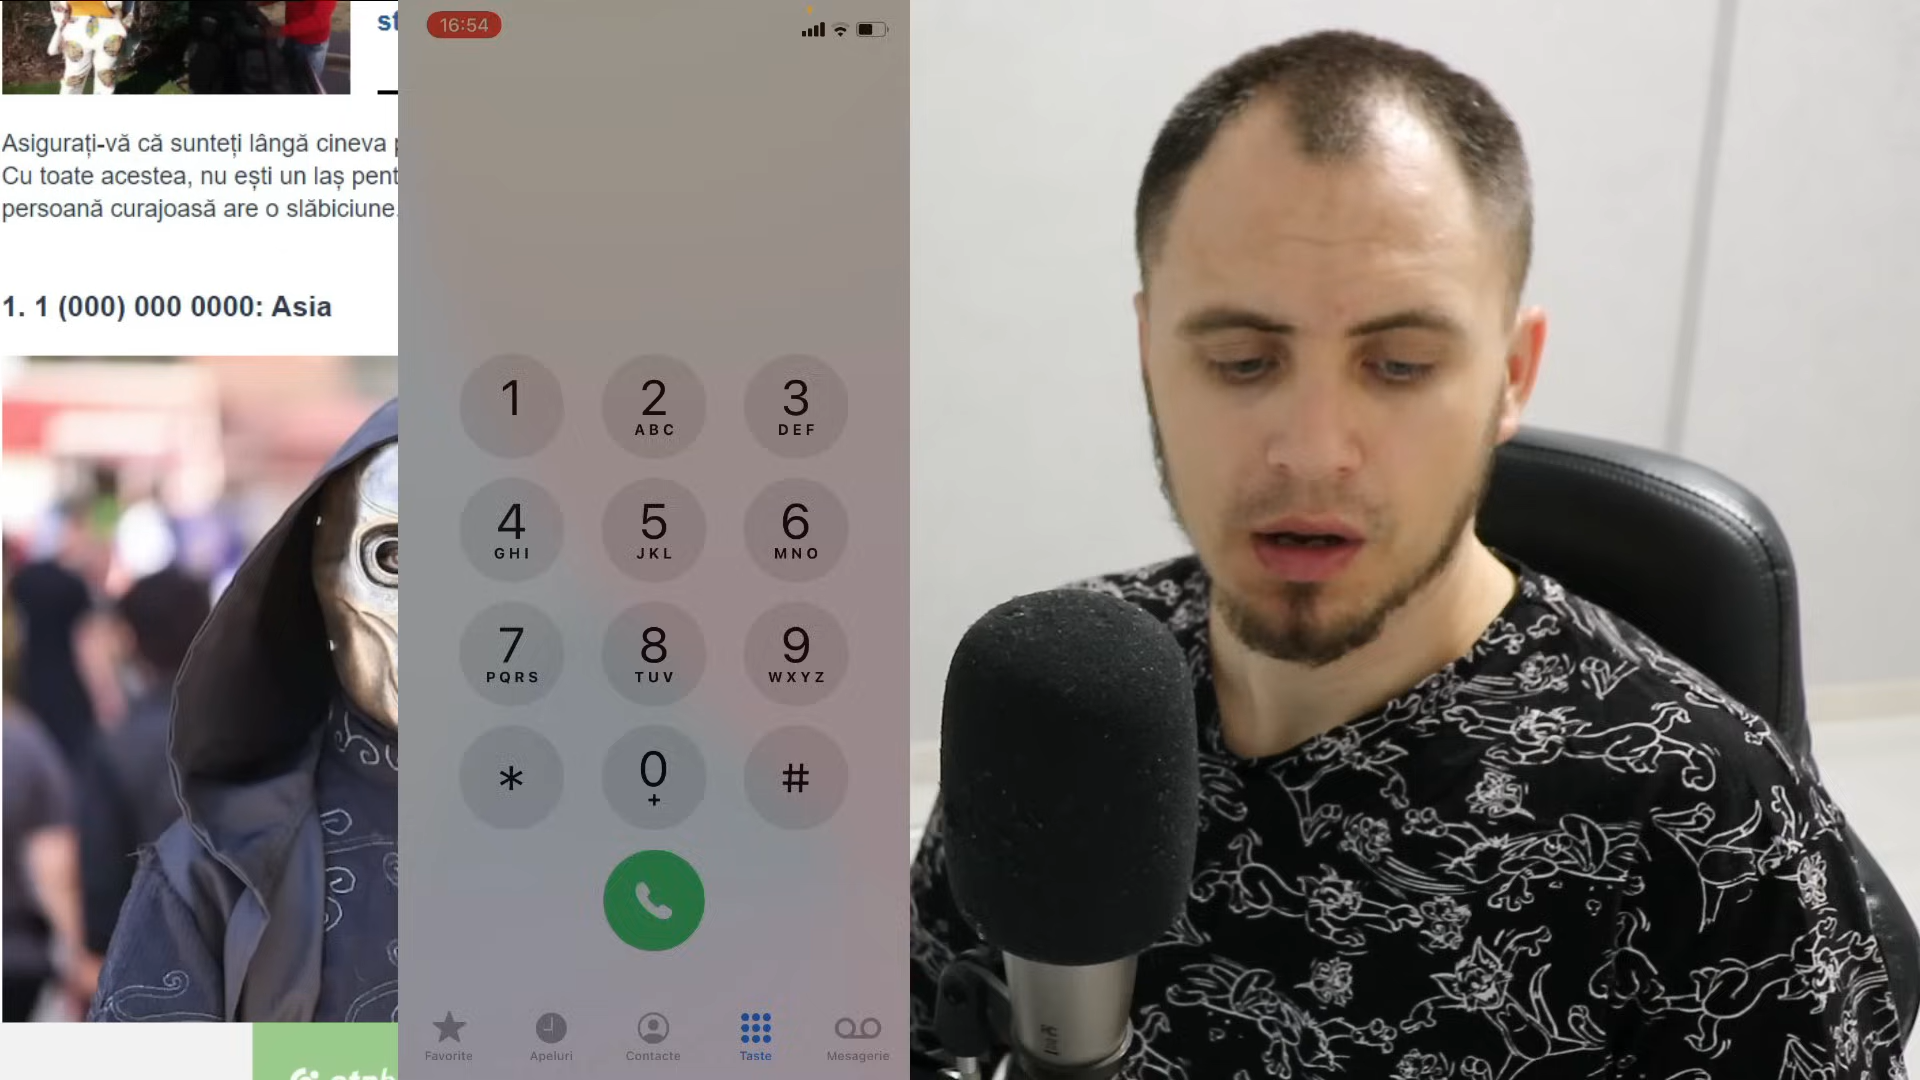 Asigurați-vă că sunteți lângă cineva
Cu toate acestea, nu ești un laș pent
persoană curajoasă are o slăbiciune.
1. 1 (000) 000 0000: Asia
16:54
1
2
ABC
3
DEF
4
GHI
5
JKL
6
MNO
7
PQRS
8
TUV
9
WXYZ
*
0
+
#
Favorite
Apeluri
Contacte
Taste
Mesagerie